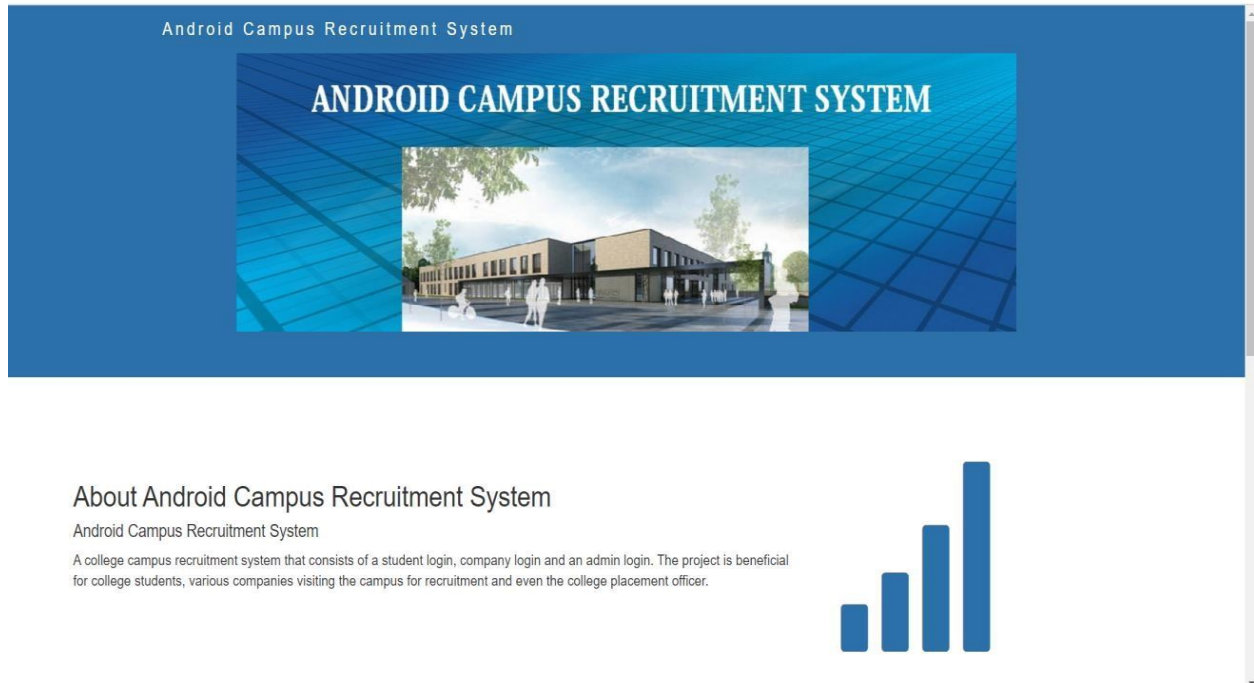 Android Campus Recruitment System
ANDROID CAMPUS RECRUITMENT SYSTEM
About Android Campus Recruitment System
Android Campus Recruitment System
A college campus recruitment system that consists of a student login, company login and an admin login. The project is beneficial
for college students, various companies visiting the campus for recruitment and even the college placement officer.